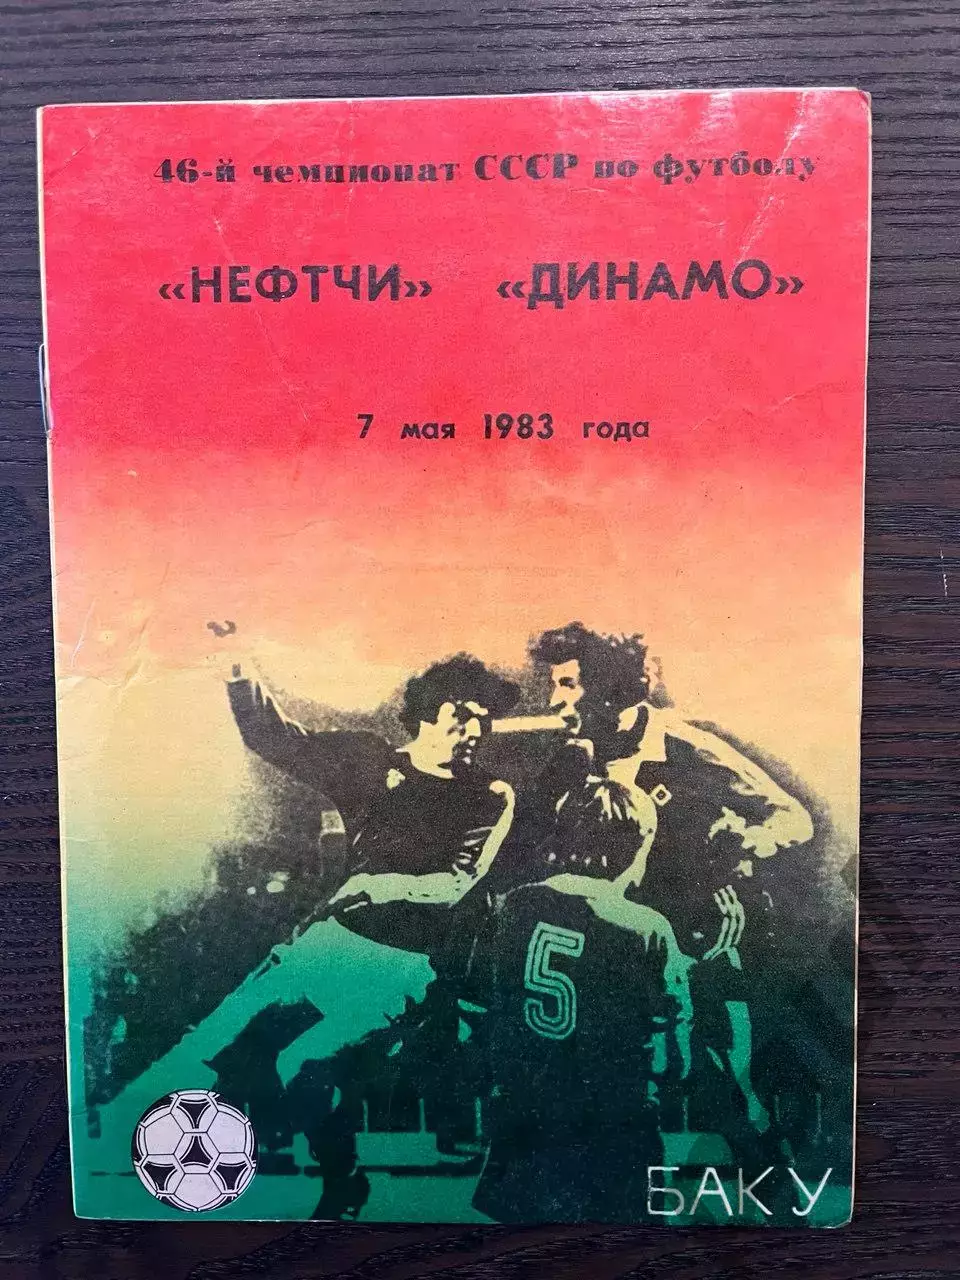 46-й чемпионат СССР по футболу
«НЕФТЧИ» «ДИНАМО»
7 мая 1983 года
5
БАКУ